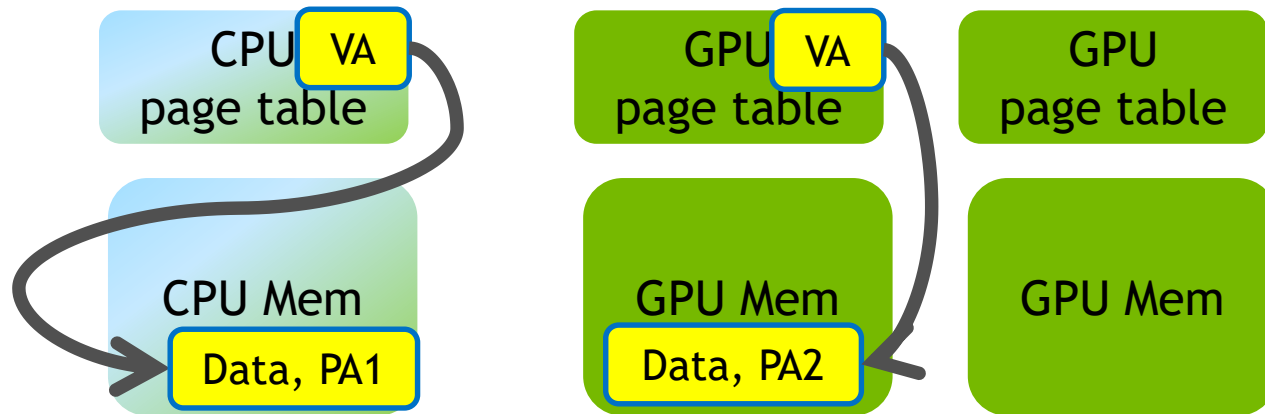 CPU VA
page table
GPU VA
page table
GPU
page table
CPU Mem
Data, PA1
GPU Mem
Data, PA2
GPU Mem